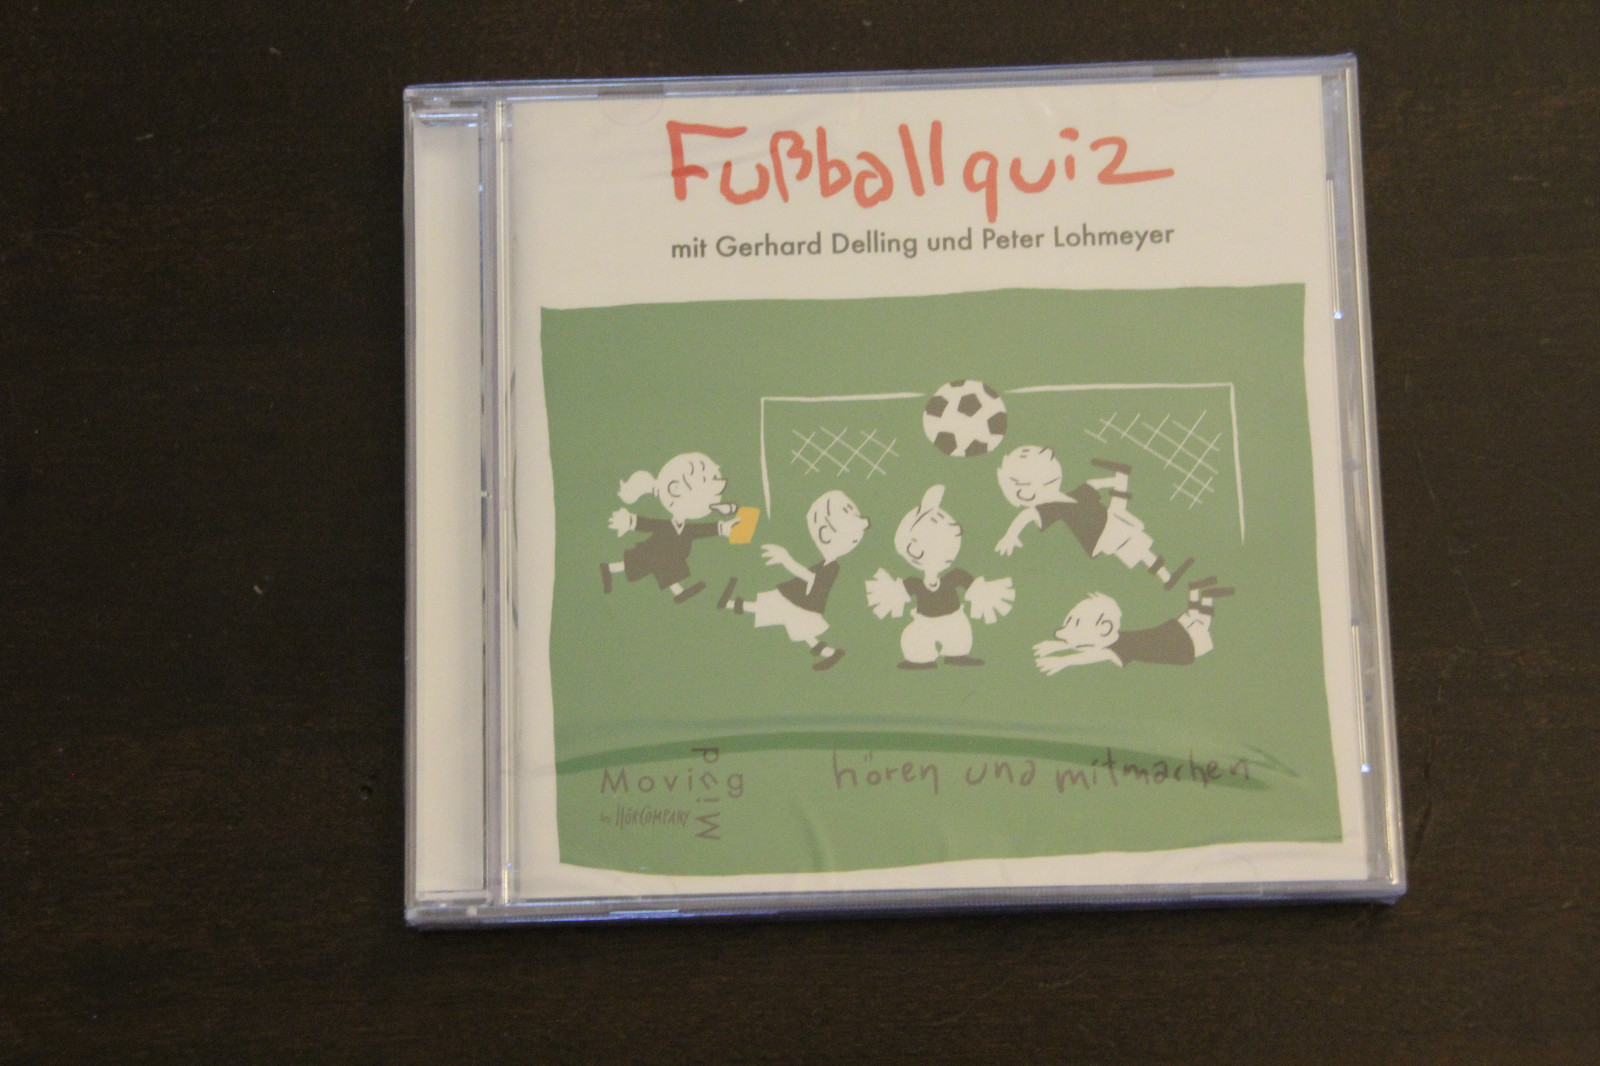 Fußballquiz
mit Gerhard Delling und Peter Lohmeyer
Moving
Mind
by HÖRCOMPANY
hören und mitmachen